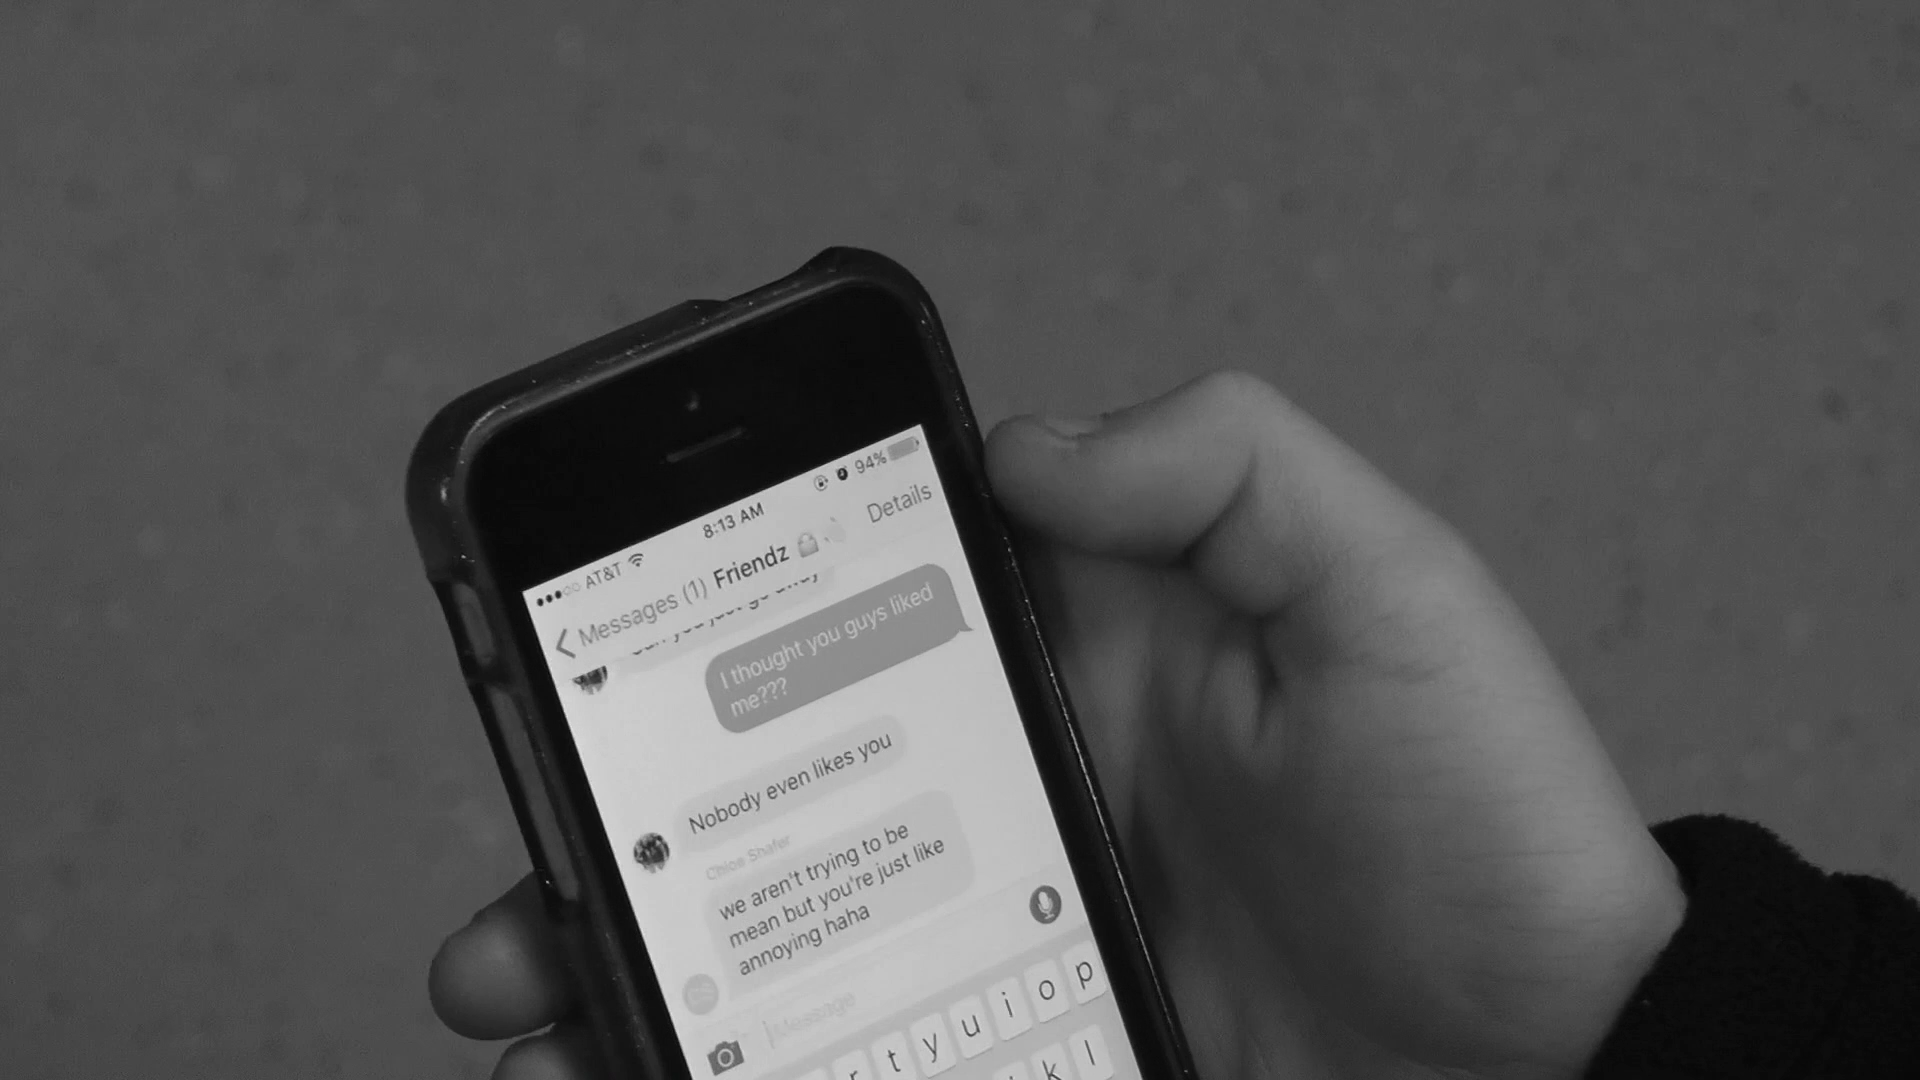 AT&T 8:13 AM 94%
Messages (1) Friendz Details
I thought you guys liked
me???
Nobody even likes you
Chloe Shafer
we aren't trying to be
mean but you're just like
annoying haha
Message
r t y u i o p
k l